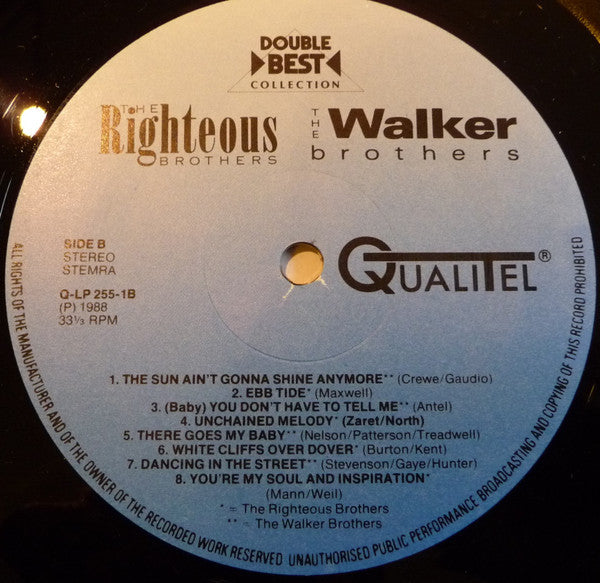 DOUBLE
BEST
COLLECTION
THE
Righteous
BROTHERS
THE
Walker
brothers
SIDE B
STEREO
STEMRA
QUALITEL®
Q-LP 255-1B
(P) 1988
33⅓ RPM
1. THE SUN AIN'T GONNA SHINE ANYMORE** (Crewe/Gaudio)
2. EBB TIDE* (Maxwell)
3. (Baby) YOU DON'T HAVE TO TELL ME** (Antel)
4. UNCHAINED MELODY* (Zaret/North)
5. THERE GOES MY BABY** (Nelson/Patterson/Treadwell)
6. WHITE CLIFFS OVER DOVER* (Burton/Kent)
7. DANCING IN THE STREET** (Stevenson/Gaye/Hunter)
8. YOU'RE MY SOUL AND INSPIRATION*
(Mann/Weil)
* = The Righteous Brothers
** = The Walker Brothers
ALL RIGHTS OF THE MANUFACTURER AND OF THE OWNER OF THE RECORDED WORK RESERVED UNAUTHORISED PUBLIC PERFORMANCE BROADCASTING AND COPYING OF THIS RECORD PROHIBITED